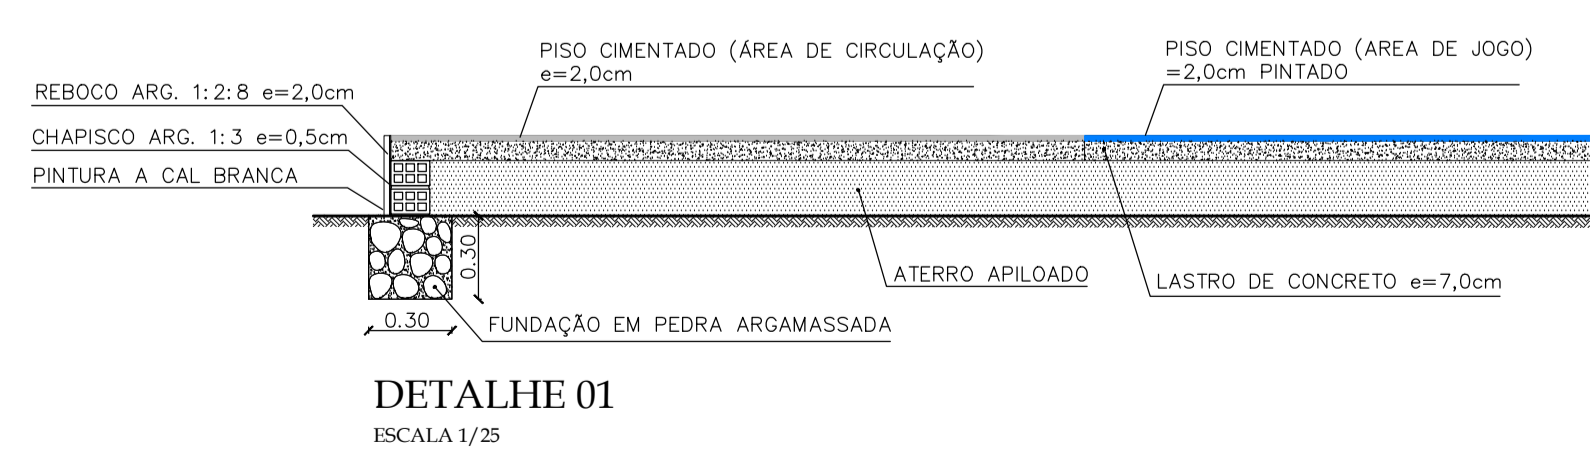 PISO CIMENTADO (ÁREA DE CIRCULAÇÃO)
e=2,0cm
PISO CIMENTADO (AREA DE JOGO)
=2,0cm PINTADO
REBOCO ARG. 1:2:8 e=2,0cm
CHAPISCO ARG. 1:3 e=0,5cm
PINTURA A CAL BRANCA
0.30
ATERRO APILOADO
LASTRO DE CONCRETO e=7,0cm
0.30
FUNDAÇÃO EM PEDRA ARGAMASSADA
DETALHE 01
ESCALA 1/25